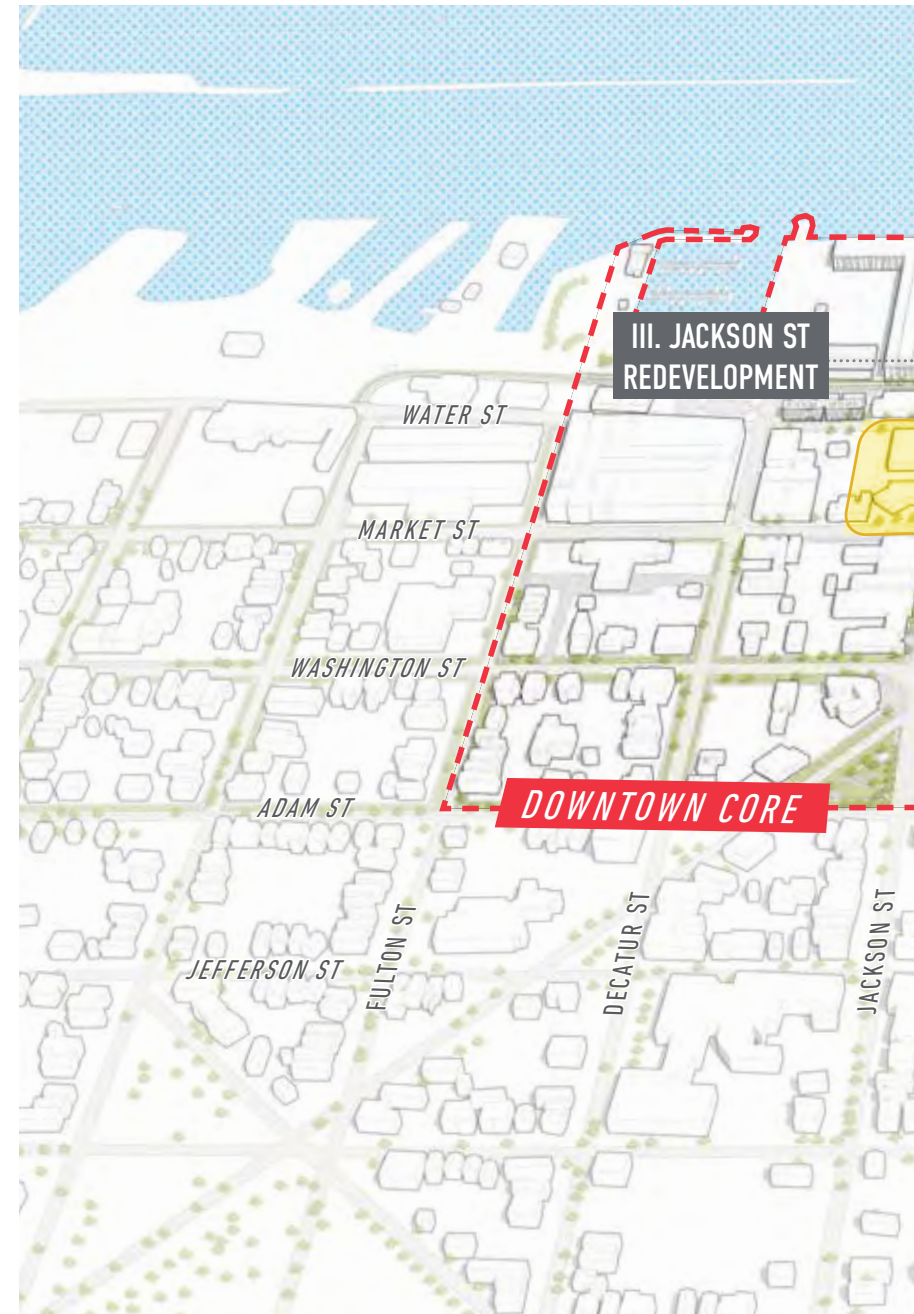 III. JACKSON ST
REDEVELOPMENT
WATER ST
MARKET ST
WASHINGTON ST
ADAM ST
DOWNTOWN CORE
JEFFERSON ST
FULTON ST
DECATUR ST
JACKSON ST